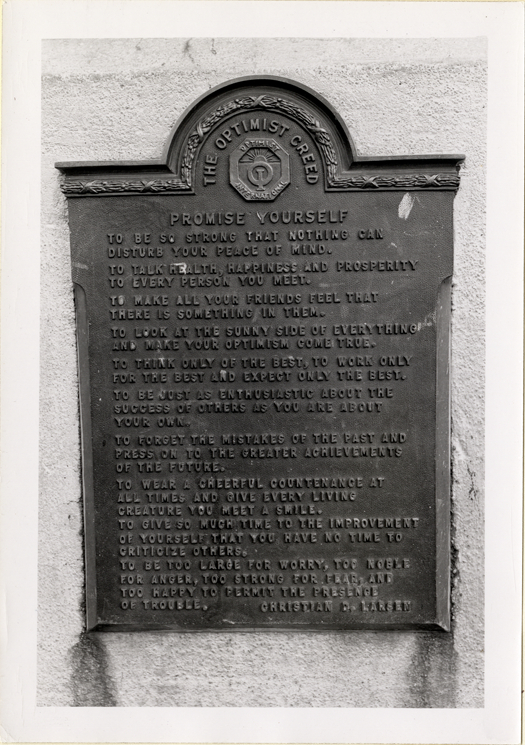 THE OPTIMIST CREED
OPTIMIST
INTERNATIONAL
PROMISE YOURSELF
TO BE SO STRONG THAT NOTHING CAN
DISTURB YOUR PEACE OF MIND.
TO TALK HEALTH, HAPPINESS AND PROSPERITY
TO EVERY PERSON YOU MEET.
TO MAKE ALL YOUR FRIENDS FEEL THAT
THERE IS SOMETHING IN THEM.
TO LOOK AT THE SUNNY SIDE OF EVERYTHING
AND MAKE YOUR OPTIMISM COME TRUE.
TO THINK ONLY OF THE BEST, TO WORK ONLY
FOR THE BEST AND EXPECT ONLY THE BEST.
TO BE JUST AS ENTHUSIASTIC ABOUT THE
SUCCESS OF OTHERS AS YOU ARE ABOUT
YOUR OWN.
TO FORGET THE MISTAKES OF THE PAST AND
PRESS ON TO THE GREATER ACHIEVEMENTS
OF THE FUTURE.
TO WEAR A CHEERFUL COUNTENANCE AT
ALL TIMES AND GIVE EVERY LIVING
CREATURE YOU MEET A SMILE.
TO GIVE SO MUCH TIME TO THE IMPROVEMENT
OF YOURSELF THAT YOU HAVE NO TIME TO
CRITICIZE OTHERS.
TO BE TOO LARGE FOR WORRY, TOO NOBLE
FOR ANGER, TOO STRONG FOR FEAR, AND
TOO HAPPY TO PERMIT THE PRESENCE
OF TROUBLE. CHRISTIAN D. LARSEN